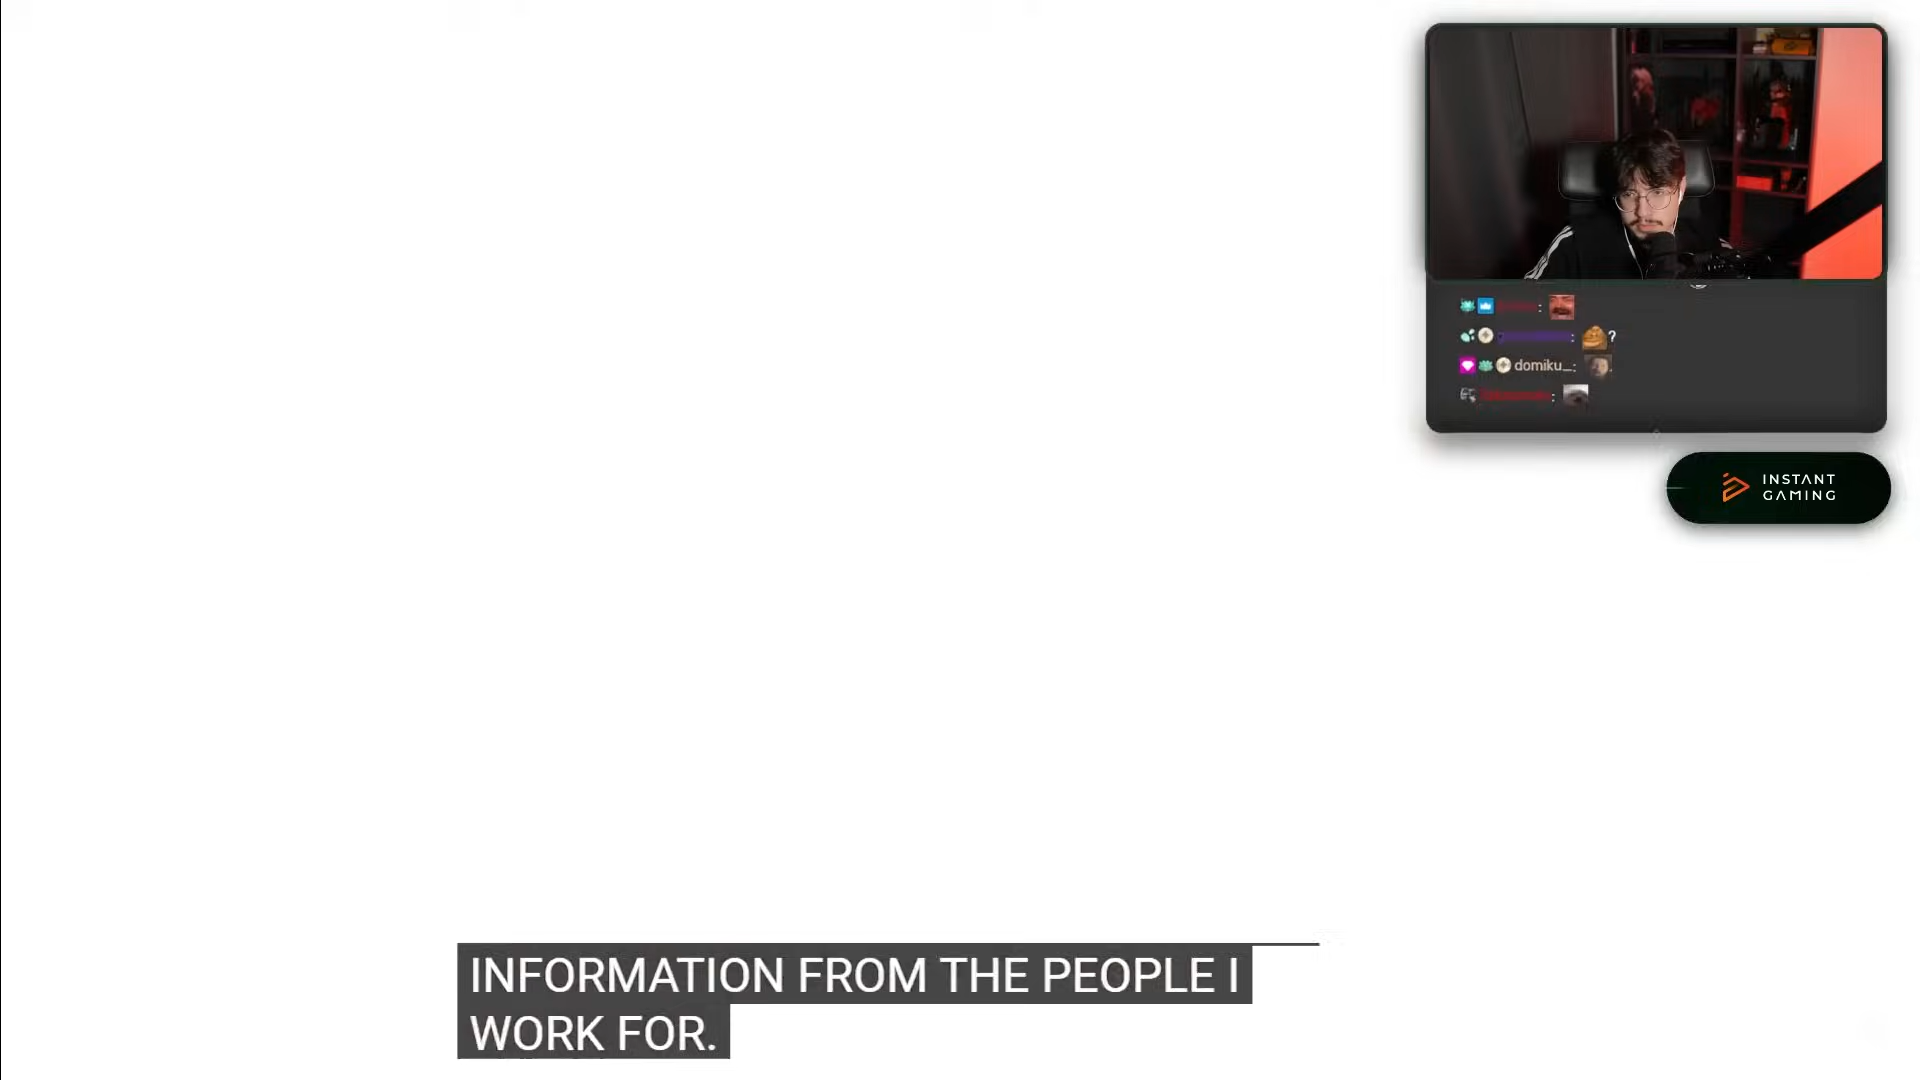 : 
: ?
domiku_: .
:
INSTANT
GAMING
INFORMATION FROM THE PEOPLE I
WORK FOR.